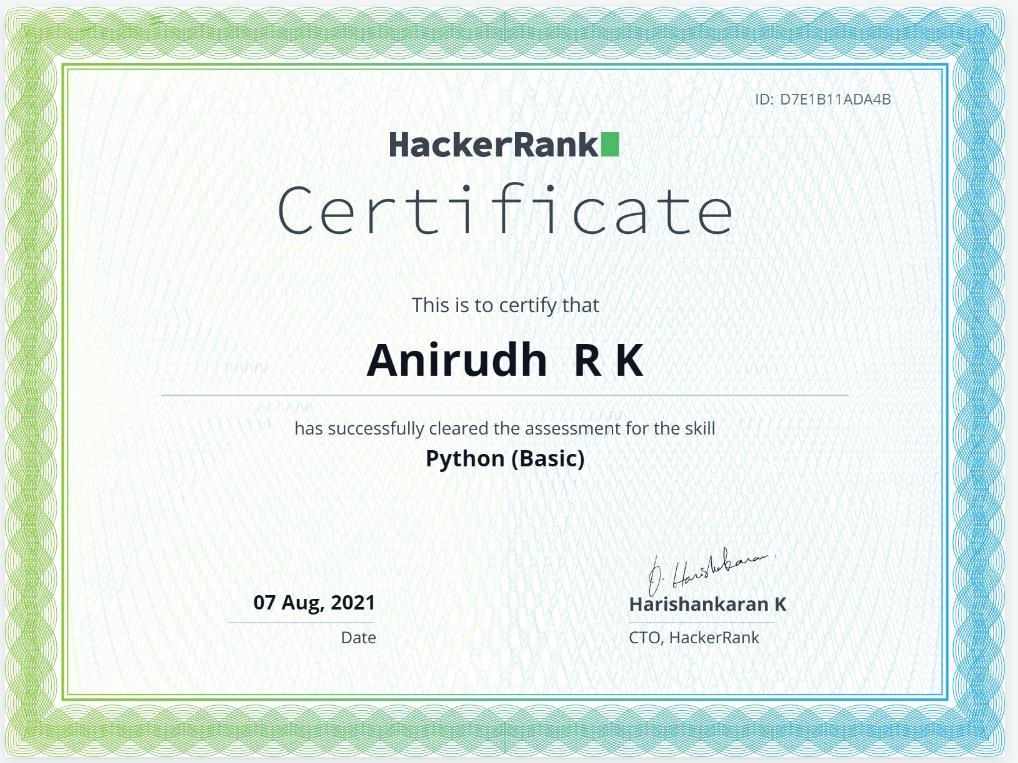 ID: D7E1B11ADA4B
HackerRank
Certificate
This is to certify that
Anirudh R K
has successfully cleared the assessment for the skill
Python (Basic)
07 Aug, 2021
Date
Harishankaran K
CTO, HackerRank